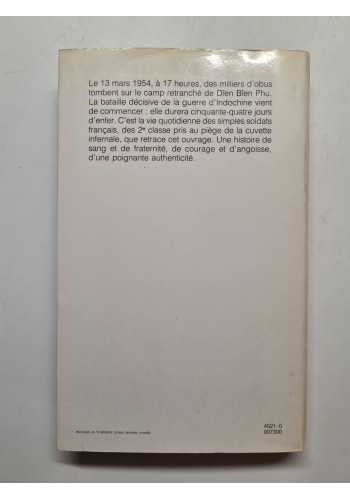 Le 13 mars 1954, à 17 heures, des milliers d'obus
tombent sur le camp retranché de Diên Biên Phu.
La bataille décisive de la guerre d'Indochine vient
de commencer : elle durera cinquante-quatre jours
d'enfer. C'est la vie quotidienne des simples soldats
français, des 2ᵉ classe pris au piège de la cuvette
infernale, que retrace cet ouvrage. Une histoire de
sang et de fraternité, de courage et d'angoisse,
d'une poignante authenticité.
4521-0
007300